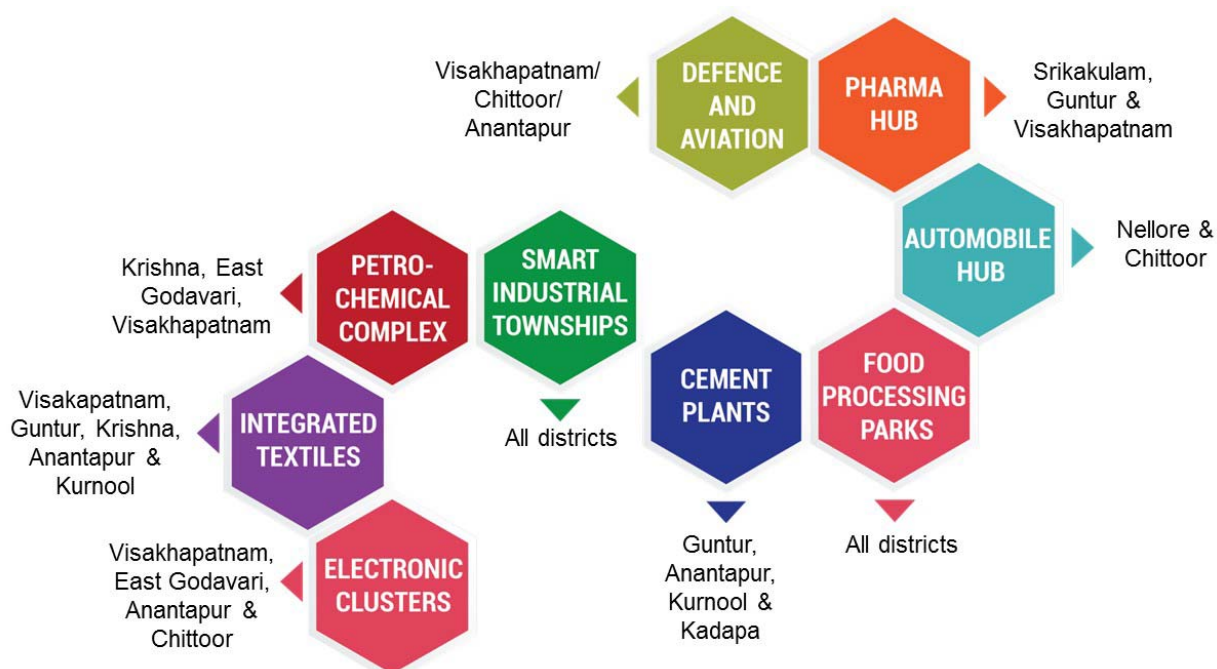 Visakhapatnam/
Chittoor/
Anantapur
DEFENCE
AND
AVIATION
PHARMA
HUB
Srikakulam,
Guntur &
Visakhapatnam
AUTOMOBILE
HUB
Nellore &
Chittoor
Krishna, East
Godavari,
Visakhapatnam
PETRO-
CHEMICAL
COMPLEX
SMART
INDUSTRIAL
TOWNSHIPS
All districts
CEMENT
PLANTS
Guntur,
Anantapur,
Kurnool &
Kadapa
FOOD
PROCESSING
PARKS
All districts
Visakapatnam,
Guntur, Krishna,
Anantapur &
Kurnool
INTEGRATED
TEXTILES
Visakhapatnam,
East Godavari,
Anantapur &
Chittoor
ELECTRONIC
CLUSTERS